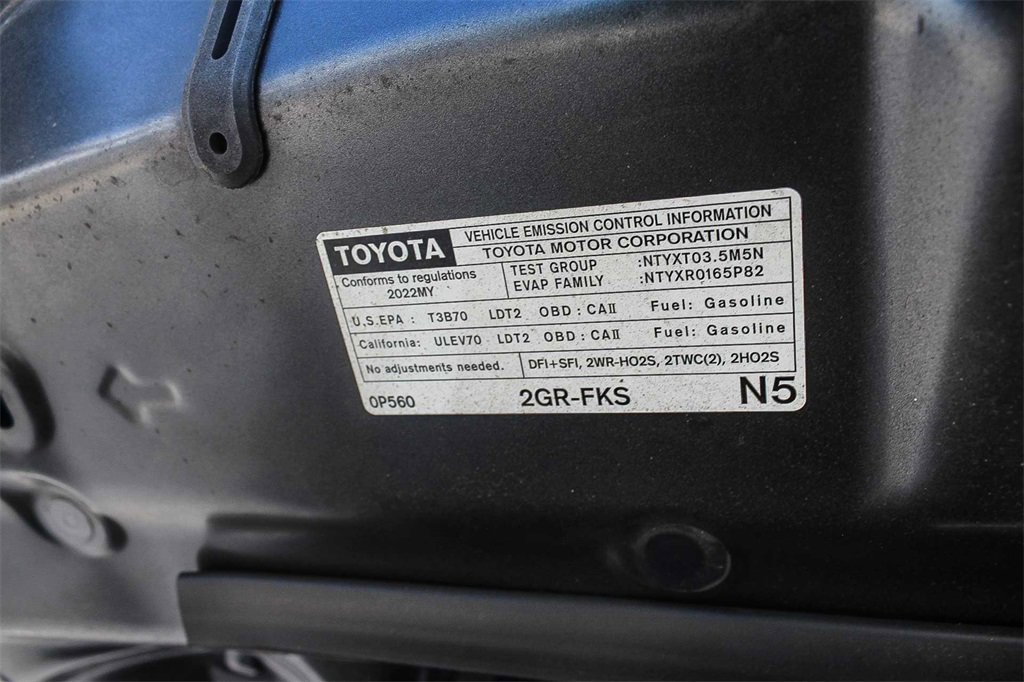 TOYOTA
VEHICLE EMISSION CONTROL INFORMATION
TOYOTA MOTOR CORPORATION
Conforms to regulations
2022MY
TEST GROUP :NTYXT03.5M5N
EVAP FAMILY :NTYXR0165P82
U.S.EPA : T3B70 LDT2 OBD : CAII Fuel: Gasoline
California: ULEV70 LDT2 OBD : CAII Fuel: Gasoline
No adjustments needed. DFI+SFI, 2WR-HO2S, 2TWC(2), 2HO2S
0P560 2GR-FKS N5